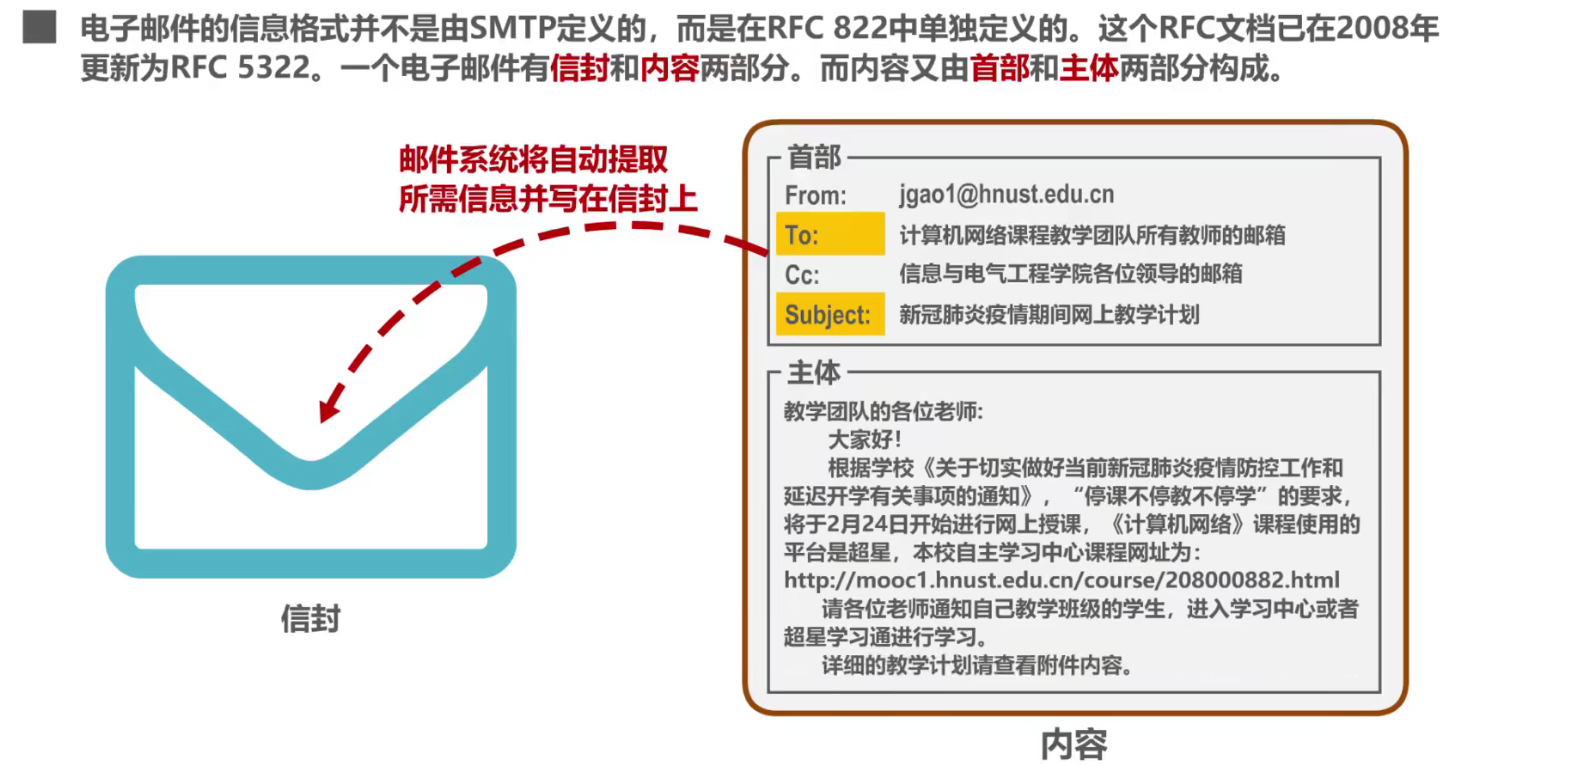 电子邮件的信息格式并不是由SMTP定义的，而是在RFC 822中单独定义的。这个RFC文档已在2008年
更新为RFC 5322。一个电子邮件有信封和内容两部分。而内容又由首部和主体两部分构成。
邮件系统将自动提取
所需信息并写在信封上
信封
首部
From: jgao1@hnust.edu.cn
To: 计算机网络课程教学团队所有教师的邮箱
Cc: 信息与电气工程学院各位领导的邮箱
Subject: 新冠肺炎疫情期间网上教学计划
主体
教学团队的各位老师:
大家好！
根据学校《关于切实做好当前新冠肺炎疫情防控工作和
延迟开学有关事项的通知》，“停课不停教不停学”的要求，
将于2月24日开始进行网上授课，《计算机网络》课程使用的
平台是超星，本校自主学习中心课程网址为：
http://mooc1.hnust.edu.cn/course/208000882.html
请各位老师通知自己教学班级的学生，进入学习中心或者
超星学习通进行学习。
详细的教学计划请查看附件内容。
内容